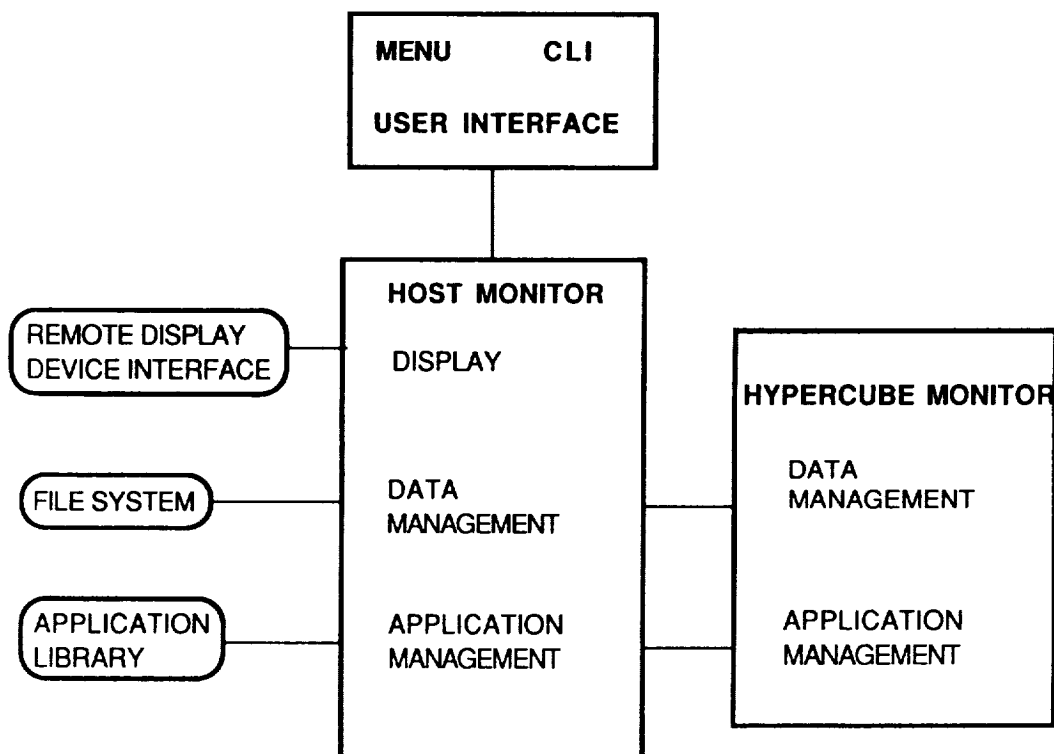 MENU CLI
USER INTERFACE
HOST MONITOR
DISPLAY
DATA
MANAGEMENT
APPLICATION
MANAGEMENT
REMOTE DISPLAY
DEVICE INTERFACE
FILE SYSTEM
APPLICATION
LIBRARY
HYPERCUBE MONITOR
DATA
MANAGEMENT
APPLICATION
MANAGEMENT